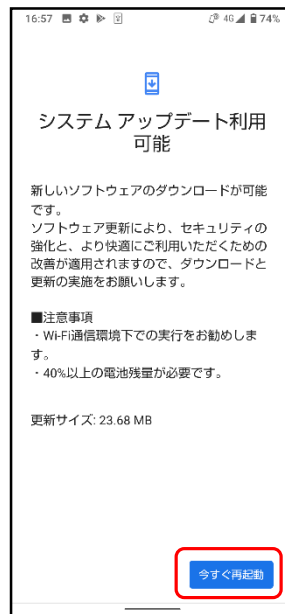 16:57
4G 74%
システム アップデート利用
可能
新しいソフトウェアのダウンロードが可能
です。
ソフトウェア更新により、セキュリティの
強化と、より快適にご利用いただくための
改善が適用されますので、ダウンロードと
更新の実施をお願いします。
■注意事項
・Wi-Fi通信環境下での実行をお勧めしま
す。
・40%以上の電池残量が必要です。
更新サイズ: 23.68 MB
今すぐ再起動